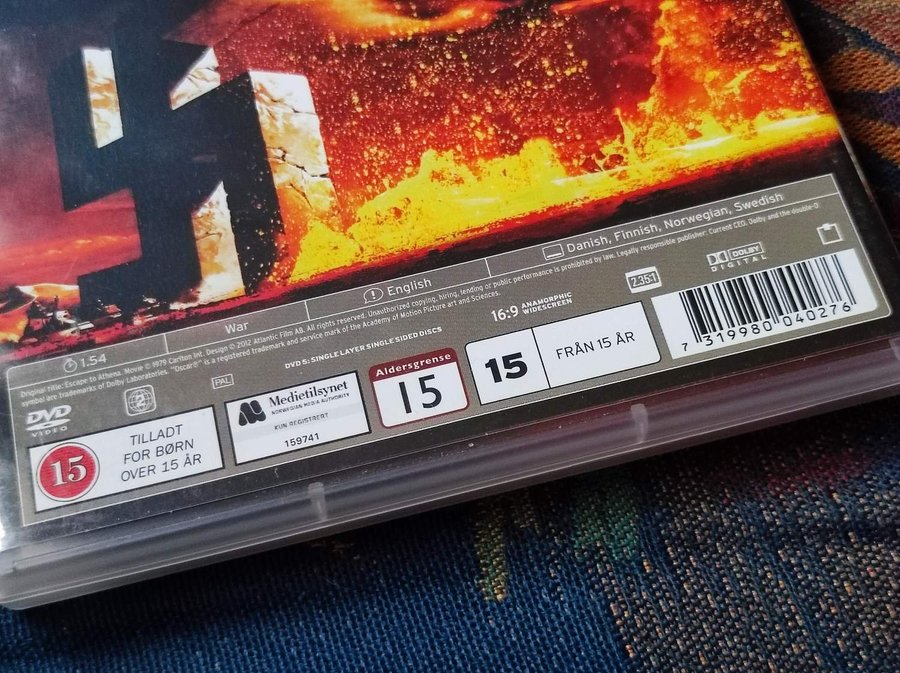 1.54
War
English
Danish, Finnish, Norwegian, Swedish
Original title: Escape to Athena. Movie © 1979 Carlton Int. Design © 2012 Atlantic Film AB. All rights reserved. Unauthorized copying, hiring, lending or public performance is prohibited by law. Legally responsible publisher: Current CEO. Dolby and the double-D
symbol are trademarks of Dolby Laboratories. "Oscar®" is a registered trademark and service mark of the Academy of Motion Picture art and Sciences.
DVD
VIDEO
PAL
DVD 5: SINGLE LAYER SINGLE SIDED DISCS
16:9 ANAMORPHIC
WIDESCREEN
2.35:1
DOLBY
DIGITAL
15
TILLADT
FOR BØRN
OVER 15 ÅR
Medietilsynet
NORWEGIAN MEDIA AUTHORITY
KUN REGISTRERT
159741
Aldersgrense
15
15
FRÅN 15 ÅR
7 319980 040276